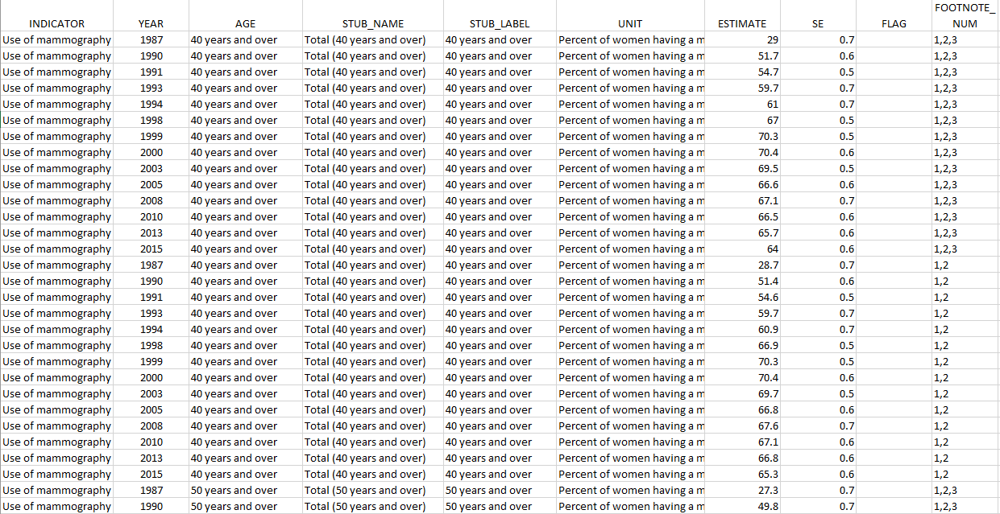 INDICATOR YEAR AGE STUB_NAME STUB_LABEL UNIT ESTIMATE SE FLAG FOOTNOTE_NUM
Use of mammography 1987 40 years and over Total (40 years and over) 40 years and over Percent of women having a m 29 0.7 1,2,3
Use of mammography 1990 40 years and over Total (40 years and over) 40 years and over Percent of women having a m 51.7 0.6 1,2,3
Use of mammography 1991 40 years and over Total (40 years and over) 40 years and over Percent of women having a m 54.7 0.5 1,2,3
Use of mammography 1993 40 years and over Total (40 years and over) 40 years and over Percent of women having a m 59.7 0.7 1,2,3
Use of mammography 1994 40 years and over Total (40 years and over) 40 years and over Percent of women having a m 61 0.7 1,2,3
Use of mammography 1998 40 years and over Total (40 years and over) 40 years and over Percent of women having a m 67 0.5 1,2,3
Use of mammography 1999 40 years and over Total (40 years and over) 40 years and over Percent of women having a m 70.3 0.5 1,2,3
Use of mammography 2000 40 years and over Total (40 years and over) 40 years and over Percent of women having a m 70.4 0.6 1,2,3
Use of mammography 2003 40 years and over Total (40 years and over) 40 years and over Percent of women having a m 69.5 0.5 1,2,3
Use of mammography 2005 40 years and over Total (40 years and over) 40 years and over Percent of women having a m 66.6 0.6 1,2,3
Use of mammography 2008 40 years and over Total (40 years and over) 40 years and over Percent of women having a m 67.1 0.7 1,2,3
Use of mammography 2010 40 years and over Total (40 years and over) 40 years and over Percent of women having a m 66.5 0.6 1,2,3
Use of mammography 2013 40 years and over Total (40 years and over) 40 years and over Percent of women having a m 65.7 0.6 1,2,3
Use of mammography 2015 40 years and over Total (40 years and over) 40 years and over Percent of women having a m 64 0.6 1,2,3
Use of mammography 1987 40 years and over Total (40 years and over) 40 years and over Percent of women having a m 28.7 0.7 1,2
Use of mammography 1990 40 years and over Total (40 years and over) 40 years and over Percent of women having a m 51.4 0.6 1,2
Use of mammography 1991 40 years and over Total (40 years and over) 40 years and over Percent of women having a m 54.6 0.5 1,2
Use of mammography 1993 40 years and over Total (40 years and over) 40 years and over Percent of women having a m 59.7 0.7 1,2
Use of mammography 1994 40 years and over Total (40 years and over) 40 years and over Percent of women having a m 60.9 0.7 1,2
Use of mammography 1998 40 years and over Total (40 years and over) 40 years and over Percent of women having a m 66.9 0.5 1,2
Use of mammography 1999 40 years and over Total (40 years and over) 40 years and over Percent of women having a m 70.3 0.5 1,2
Use of mammography 2000 40 years and over Total (40 years and over) 40 years and over Percent of women having a m 70.4 0.6 1,2
Use of mammography 2003 40 years and over Total (40 years and over) 40 years and over Percent of women having a m 69.7 0.5 1,2
Use of mammography 2005 40 years and over Total (40 years and over) 40 years and over Percent of women having a m 66.8 0.6 1,2
Use of mammography 2008 40 years and over Total (40 years and over) 40 years and over Percent of women having a m 67.6 0.7 1,2
Use of mammography 2010 40 years and over Total (40 years and over) 40 years and over Percent of women having a m 67.1 0.6 1,2
Use of mammography 2013 40 years and over Total (40 years and over) 40 years and over Percent of women having a m 66.8 0.6 1,2
Use of mammography 2015 40 years and over Total (40 years and over) 40 years and over Percent of women having a m 65.3 0.6 1,2
Use of mammography 1987 50 years and over Total (50 years and over) 50 years and over Percent of women having a m 27.3 0.7 1,2,3
Use of mammography 1990 50 years and over Total (50 years and over) 50 years and over Percent of women having a m 49.8 0.7 1,2,3